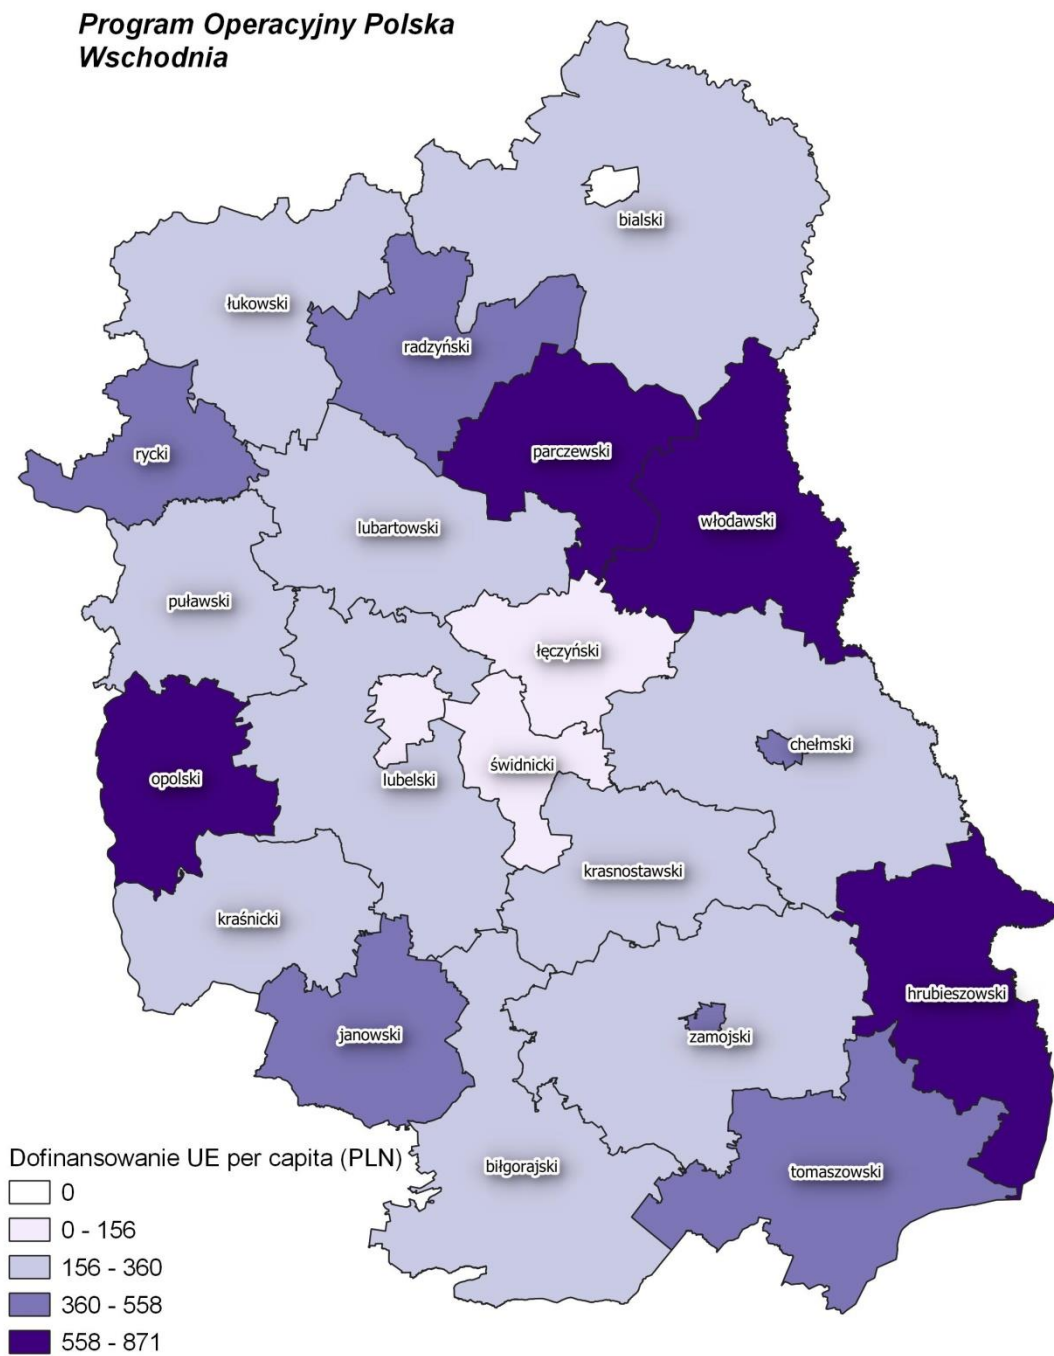 Program Operacyjny Polska
Wschodnia
bialski
łukowski
radzyński
rycki
parczewski
lubartowski
włodawski
puławski
łęczyński
chełmski
opolski
lubelski
świdnicki
krasnostawski
kraśnicki
hrubieszowski
janowski
zamojski
biłgorajski
tomaszowski
Dofinansowanie UE per capita (PLN)
0
0 - 156
156 - 360
360 - 558
558 - 871